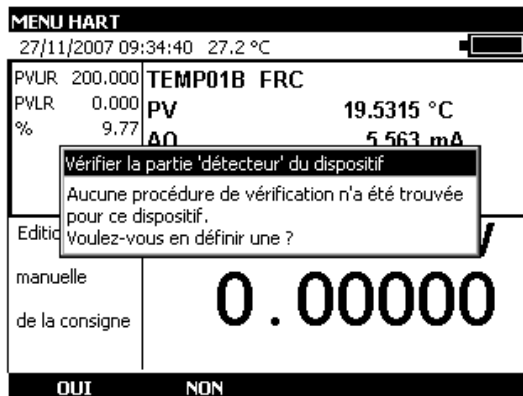 MENU HART
27/11/2007 09:34:40 27.2 °C
PVUR 200.000
PVLR 0.000
% 9.77
TEMP01B FRC
PV 19.5315 °C
AO 5.563 mA
Vérifier la partie 'détecteur' du dispositif
Aucune procédure de vérification n'a été trouvée
pour ce dispositif.
Voulez-vous en définir une ?
manuelle
de la consigne
0.00000
OUI NON